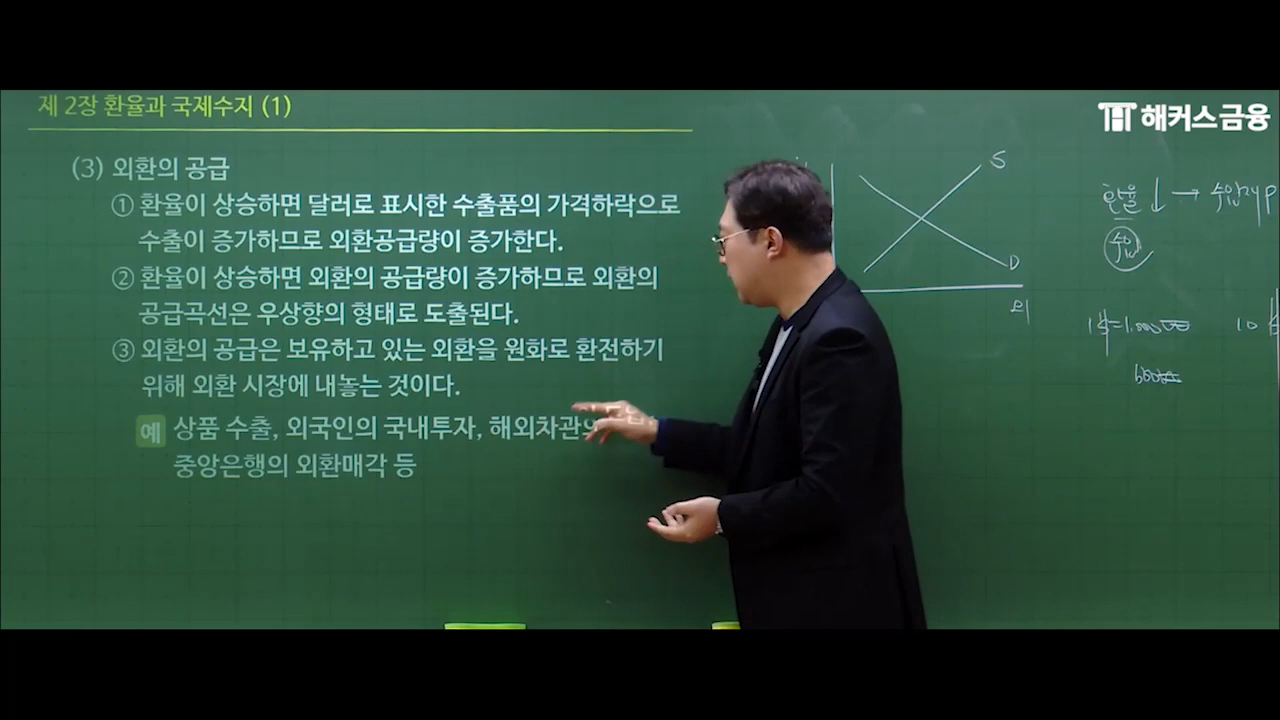 제 2장 환율과 국제수지 (1)
해커스금융
(3) 외환의 공급
① 환율이 상승하면 달러로 표시한 수출품의 가격하락으로
수출이 증가하므로 외환공급량이 증가한다.
② 환율이 상승하면 외환의 공급량이 증가하므로 외환의
공급곡선은 우상향의 형태로 도출된다.
③ 외환의 공급은 보유하고 있는 외환을 원화로 환전하기
위해 외환 시장에 내놓는 것이다.
예 상품 수출, 외국인의 국내투자, 해외차관의
중앙은행의 외환매각 등
S
D
외
환율 ↓ →